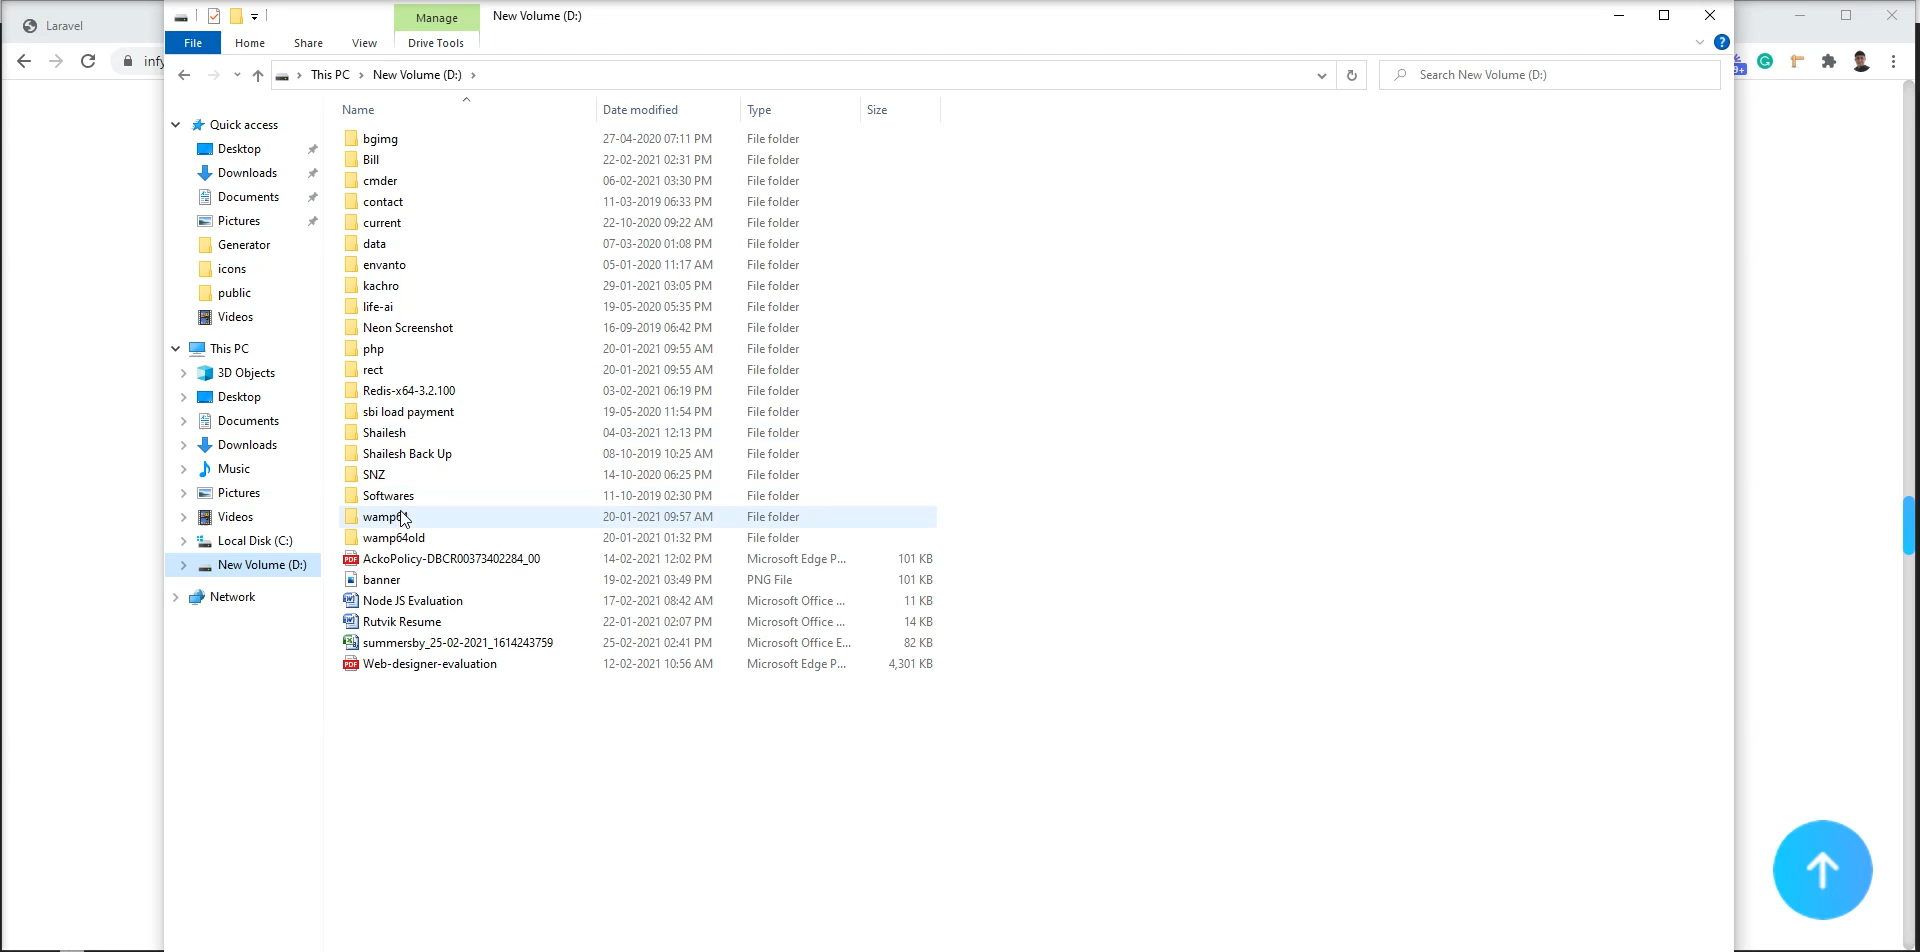 Laravel
Manage
New Volume (D:)
File
Home
Share
View
Drive Tools
This PC
New Volume (D:)
Search New Volume (D:)
Name
Date modified
Type
Size
Quick access
Desktop
Downloads
Documents
Pictures
Generator
icons
public
Videos
This PC
3D Objects
Desktop
Documents
Downloads
Music
Pictures
Videos
Local Disk (C:)
New Volume (D:)
Network
bgimg 27-04-2020 07:11 PM File folder
Bill 22-02-2021 02:31 PM File folder
cmder 06-02-2021 03:30 PM File folder
contact 11-03-2019 06:33 PM File folder
current 22-10-2020 09:22 AM File folder
data 07-03-2020 01:08 PM File folder
envanto 05-01-2020 11:17 AM File folder
kachro 29-01-2021 03:05 PM File folder
life-ai 19-05-2020 05:35 PM File folder
Neon Screenshot 16-09-2019 06:42 PM File folder
php 20-01-2021 09:55 AM File folder
rect 20-01-2021 09:55 AM File folder
Redis-x64-3.2.100 03-02-2021 06:19 PM File folder
sbi load payment 19-05-2020 11:54 PM File folder
Shailesh 04-03-2021 12:13 PM File folder
Shailesh Back Up 08-10-2019 10:25 AM File folder
SNZ 14-10-2020 06:25 PM File folder
Softwares 11-10-2019 02:30 PM File folder
20-01-2021 09:57 AM File folder
wamp64old 20-01-2021 01:32 PM File folder
AckoPolicy-DBCR00373402284_00 14-02-2021 12:02 PM Microsoft Edge P... 101 KB
banner 19-02-2021 03:49 PM PNG File 101 KB
Node JS Evaluation 17-02-2021 08:42 AM Microsoft Office ... 11 KB
Rutvik Resume 22-01-2021 02:07 PM Microsoft Office ... 14 KB
summersby_25-02-2021_1614243759 25-02-2021 02:41 PM Microsoft Office E... 82 KB
Web-designer-evaluation 12-02-2021 10:56 AM Microsoft Edge P... 4,301 KB